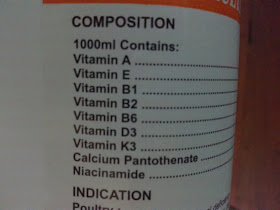 COMPOSITION
1000ml Contains:
Vitamin A ........................
Vitamin E ........................
Vitamin B1 ......................
Vitamin B2 ......................
Vitamin B6 ......................
Vitamin D3 ......................
Vitamin K3 ......................
Calcium Pantothenate ........
Niacinamide ...................
INDICATION
Poultry